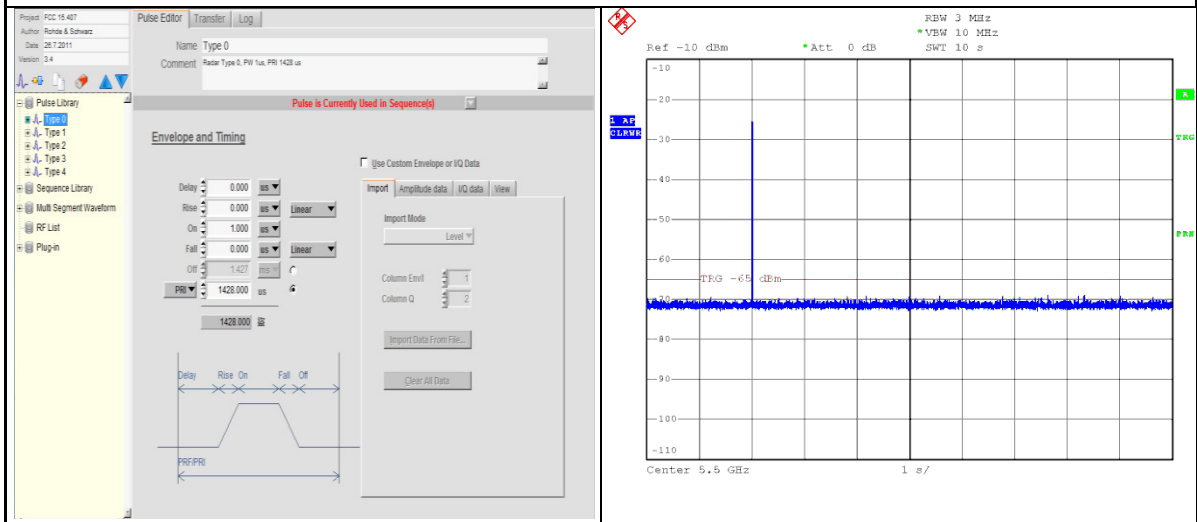 Project FCC 15.407
Author Rohde & Schwarz
Date 26.7.2011
Version 3.4
Pulse Library
Type 0
Type 1
Type 2
Type 3
Type 4
Sequence Library
Multi Segment Waveform
RF List
Plug-in
Pulse Editor Transfer Log
Name Type 0
Comment Radar Type 0, PW 1us, PRI 1428 us
Pulse is Currently Used in Sequence(s)
Envelope and Timing
Use Custom Envelope or I/Q Data
Delay 0.000 us
Rise 0.000 us Linear
On 1.000 us
Fall 0.000 us Linear
Off 1.427 ms
PRI 1428.000 us
1428.000
Import Amplitude data I/Q data View
Import Mode
Level
Column Env/I 1
Column Q 2
Import Data From File...
Clear All Data
Delay Rise On Fall Off
PRF/PRI
R S
RBW 3 MHz
*VBW 10 MHz
Ref -10 dBm *Att 0 dB SWT 10 s
-10
-20
-30
-40
-50
-60
TRG -65 dBm
-70
-80
-90
-100
-110
1 AP
CLRWR
A
TRG
PRN
Center 5.5 GHz 1 s/